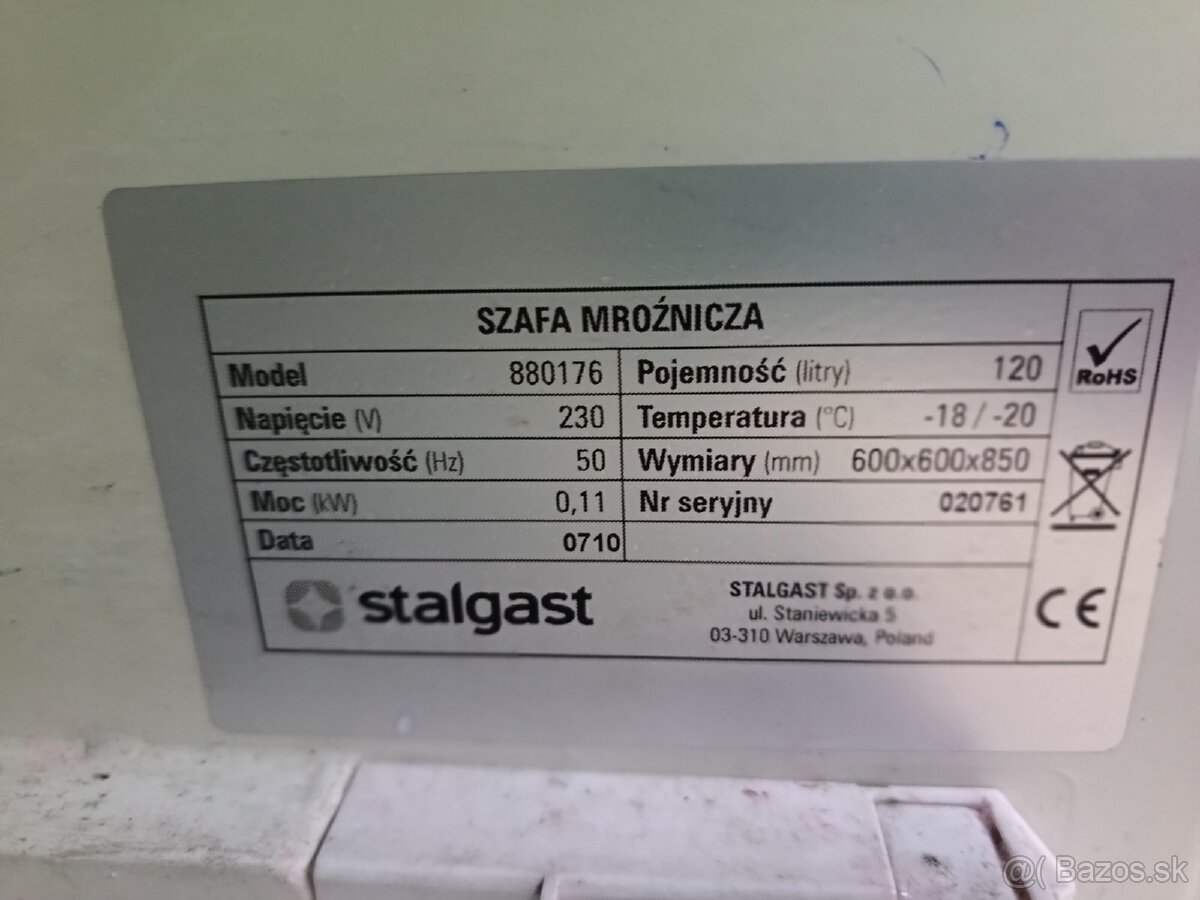 SZAFA MROŹNICZA
Model 880176 Pojemność (litry) 120
Napięcie (V) 230 Temperatura (°C) -18 / -20
Częstotliwość (Hz) 50 Wymiary (mm) 600x600x850
Moc (kW) 0,11 Nr seryjny 020761
Data 0710
RoHS
stalgast
STALGAST Sp. z o.o.
ul. Staniewicka 5
03-310 Warszawa, Poland
CE
@( Bazos.sk